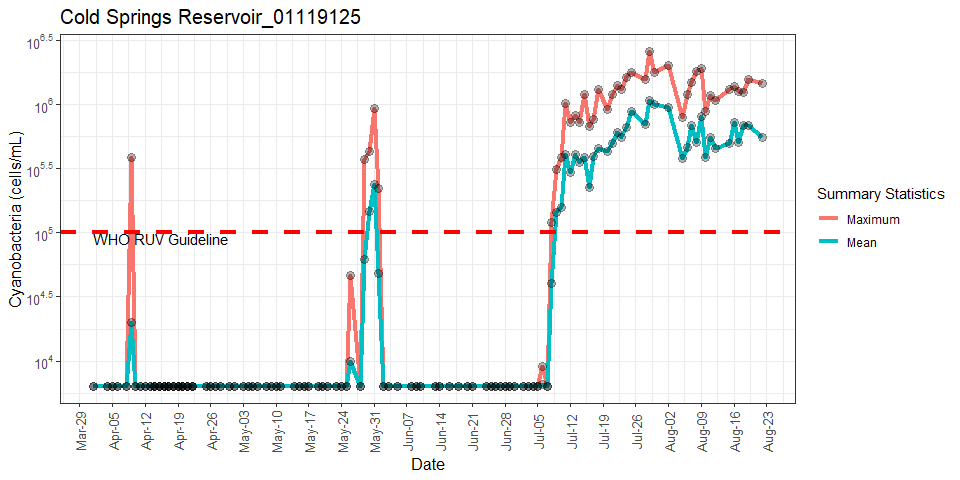 Cold Springs Reservoir_01119125
Cyanobacteria (cells/mL)
10^6.5
10^6
10^5.5
10^5
10^4.5
10^4
WHO RUV Guideline
Mar-29
Apr-05
Apr-12
Apr-19
Apr-26
May-03
May-10
May-17
May-24
May-31
Jun-07
Jun-14
Jun-21
Jun-28
Jul-05
Jul-12
Jul-19
Jul-26
Aug-02
Aug-09
Aug-16
Aug-23
Date
Summary Statistics
Maximum
Mean